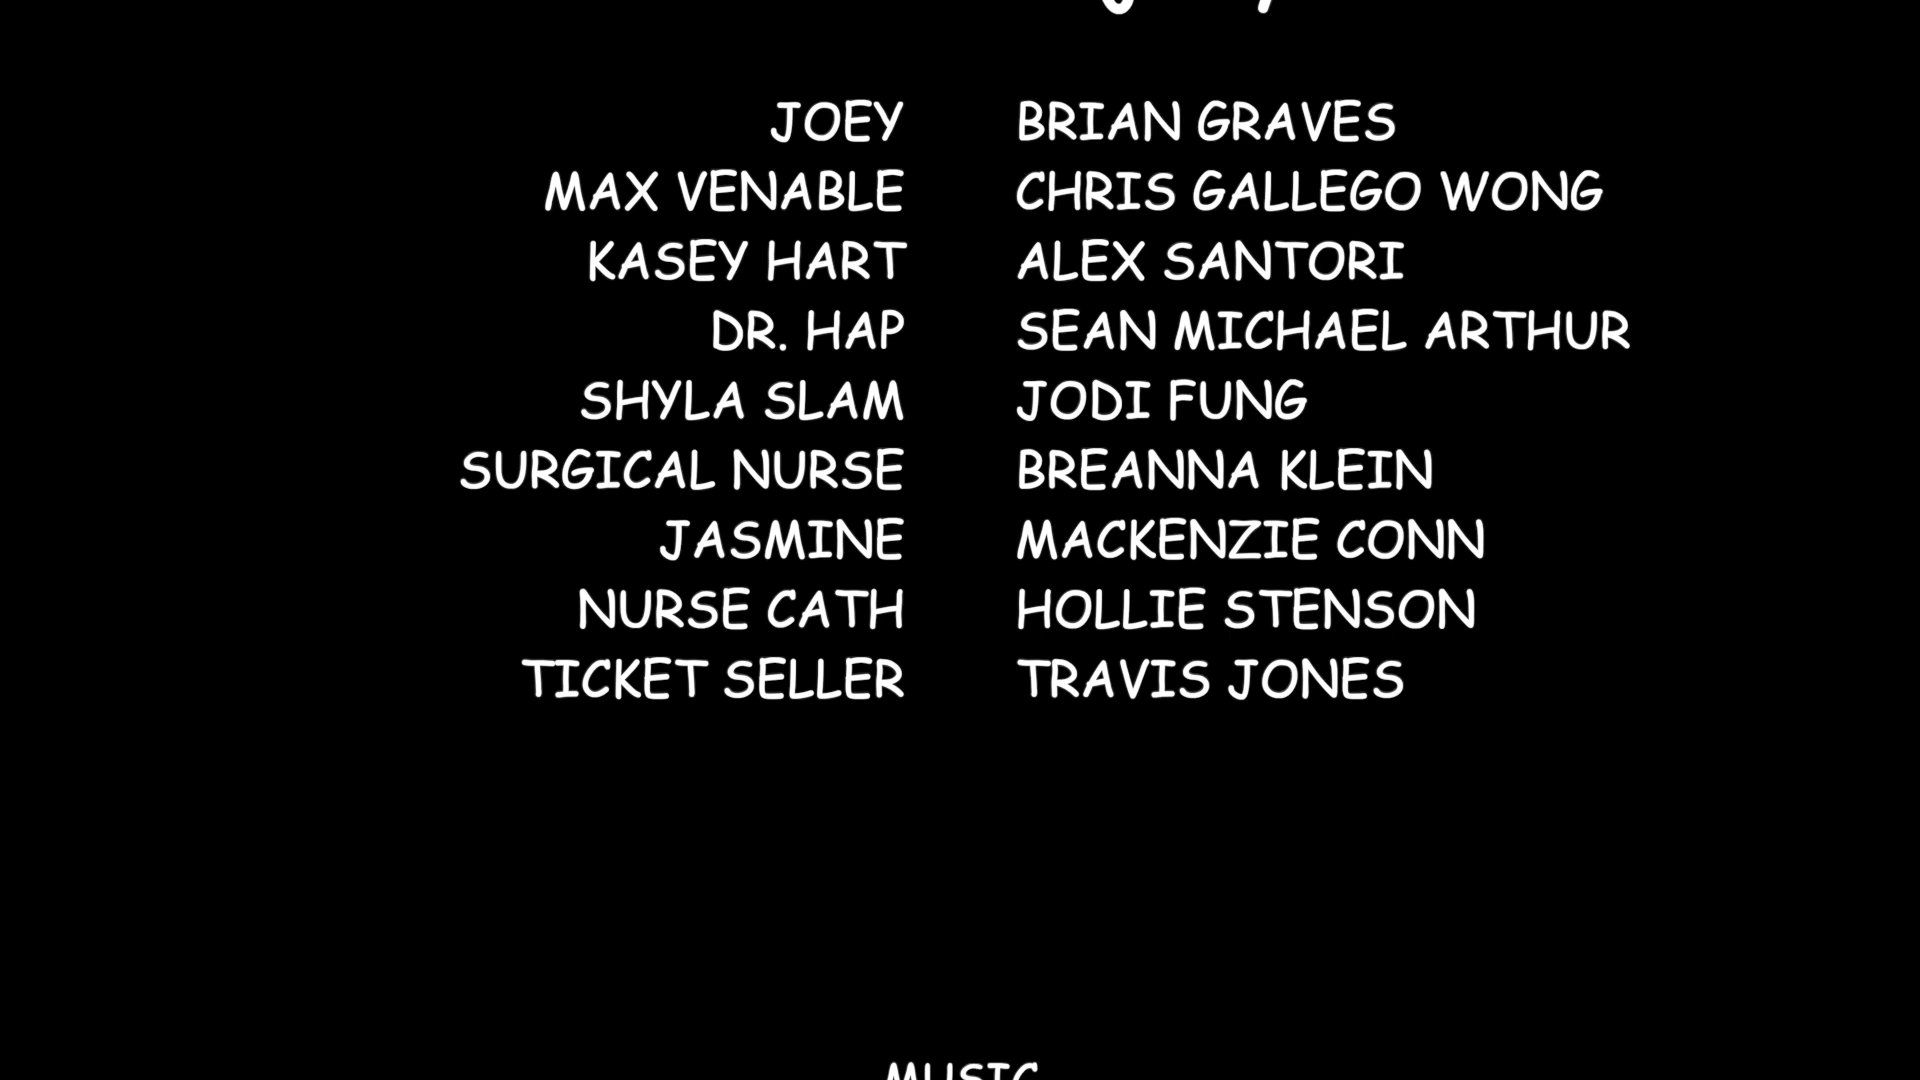 JOEY BRIAN GRAVES
MAX VENABLE CHRIS GALLEGO WONG
KASEY HART ALEX SANTORI
DR. HAP SEAN MICHAEL ARTHUR
SHYLA SLAM JODI FUNG
SURGICAL NURSE BREANNA KLEIN
JASMINE MACKENZIE CONN
NURSE CATH HOLLIE STENSON
TICKET SELLER TRAVIS JONES
MUSIC